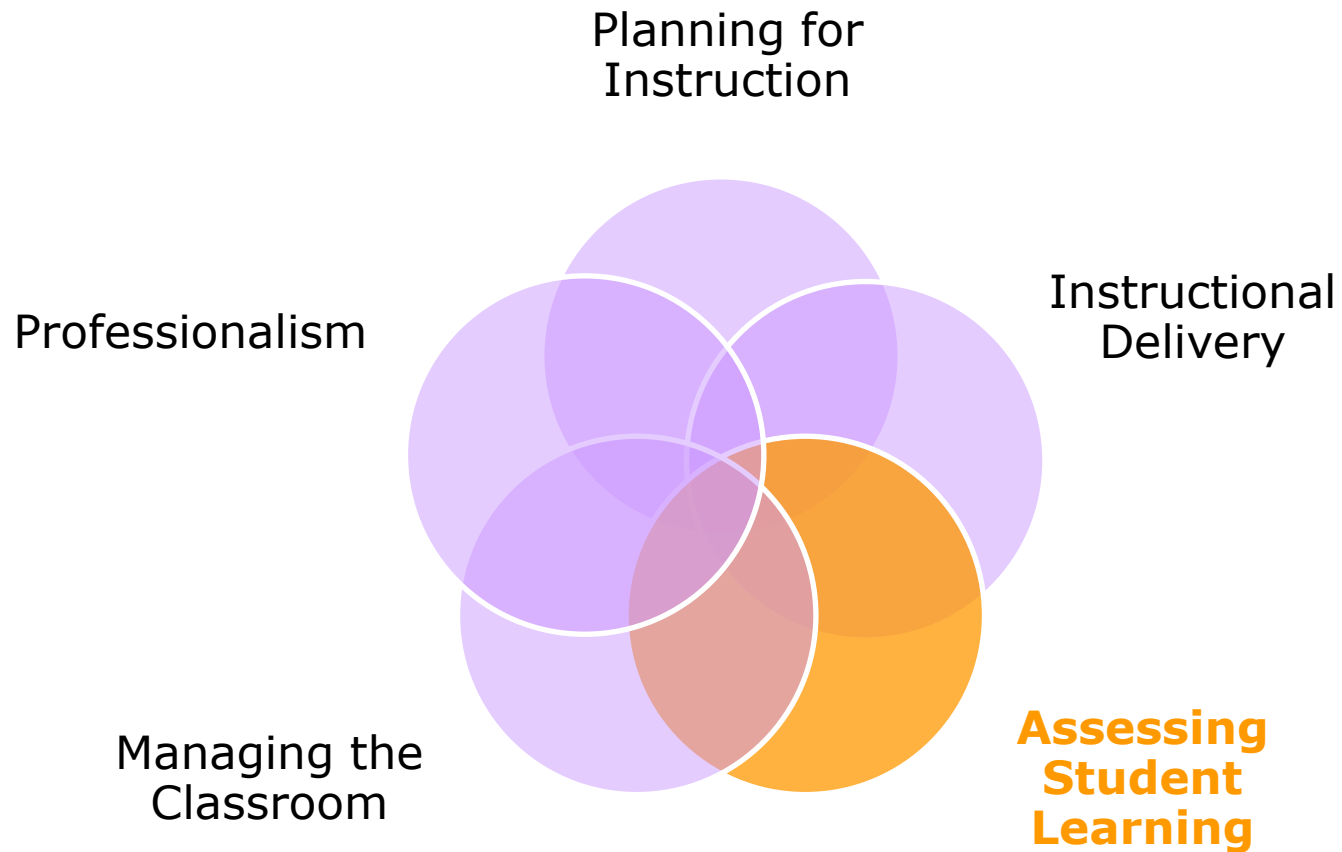 Planning for
Instruction
Instructional
Delivery
Professionalism
Managing the
Classroom
Assessing
Student
Learning